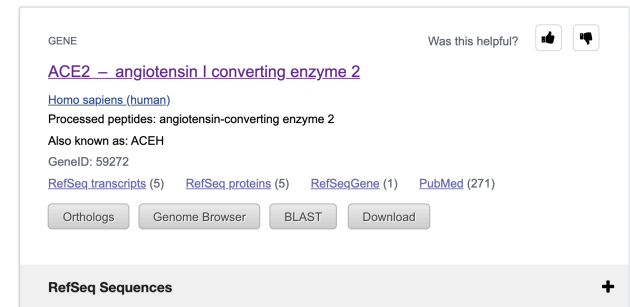 GENE
Was this helpful?
ACE2 – angiotensin I converting enzyme 2
Homo sapiens (human)
Processed peptides: angiotensin-converting enzyme 2
Also known as: ACEH
GeneID: 59272
RefSeq transcripts (5) RefSeq proteins (5) RefSeqGene (1) PubMed (271)
Orthologs Genome Browser BLAST Download
RefSeq Sequences +